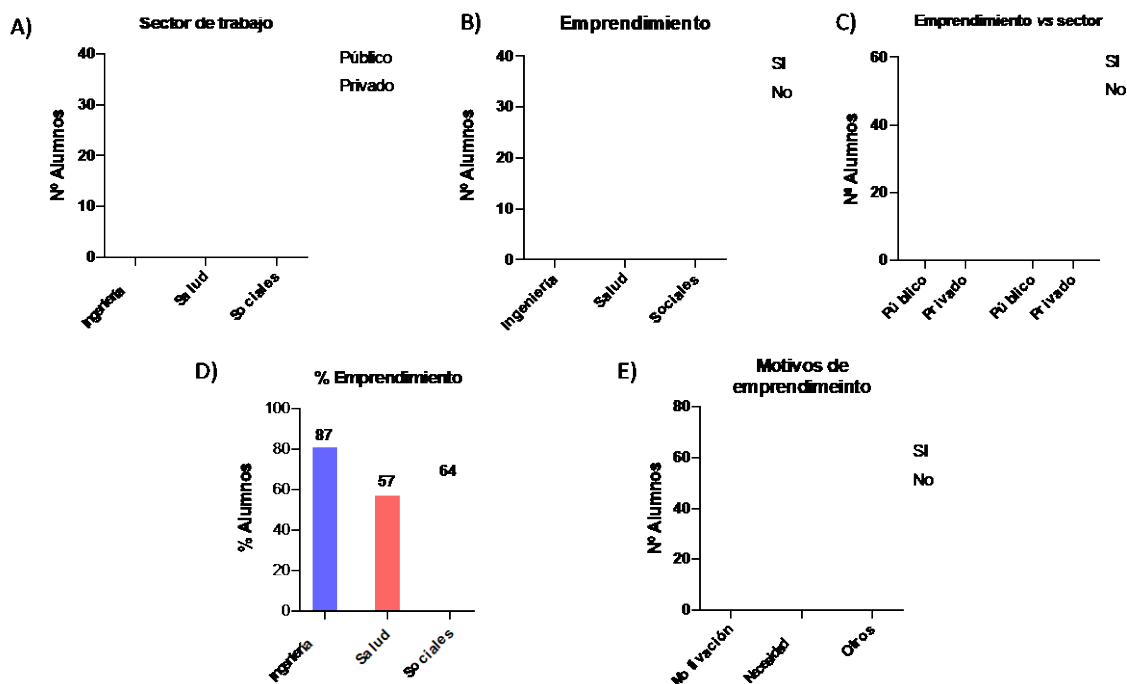 A)
Sector de trabajo
Público
Privado
Nº Alumnos
40
30
20
10
0
Ingeniería
Salud
Sociales
B)
Emprendimiento
SI
No
Nº Alumnos
40
30
20
10
0
Ingeniería
Salud
Sociales
C)
Emprendimiento vs sector
SI
No
Nª Alumnos
60
40
20
0
Público
Privado
Público
Privado
D)
% Emprendimiento
% Alumnos
100
80
60
40
20
0
87
57
64
Ingeniería
Salud
Sociales
E)
Motivos de
emprendimeinto
SI
No
Nº Alumnos
80
60
40
20
0
Motivación
Necesidad
Otros